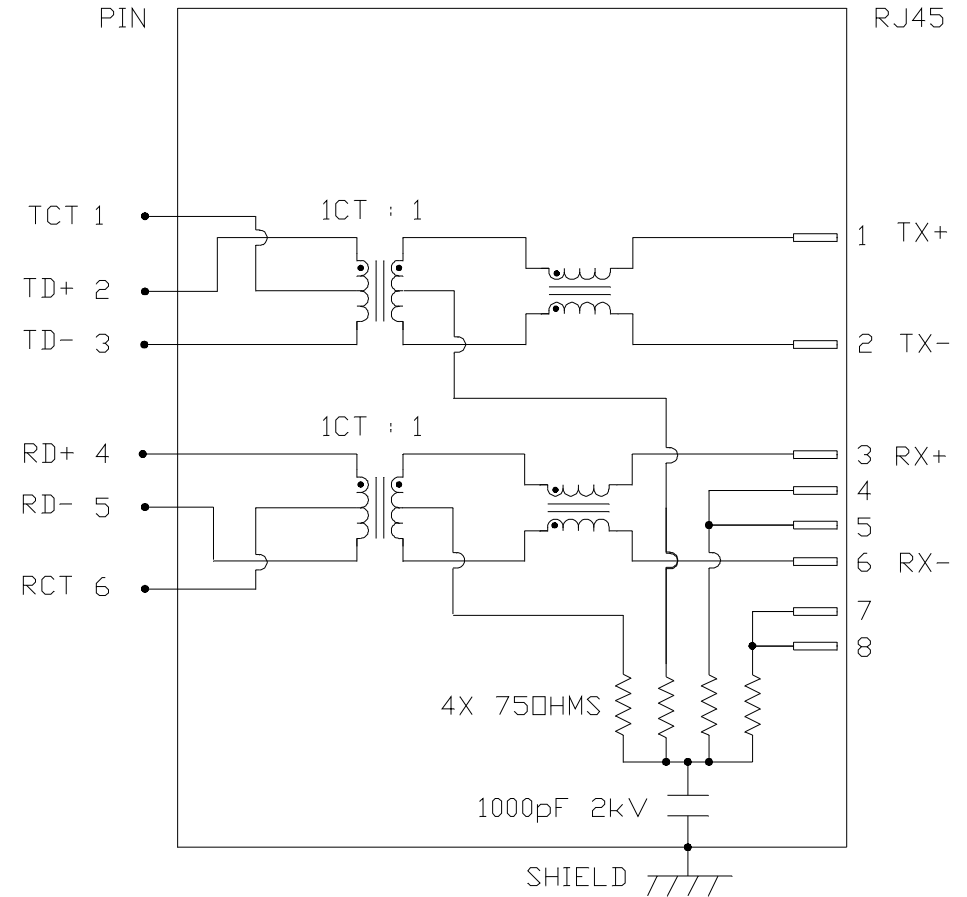 PIN RJ45
TCT 1 1CT : 1
1 TX+
TD+ 2
TD- 3 2 TX-
1CT : 1
RD+ 4 3 RX+
4
RD- 5 5
RCT 6 6 RX-
7
8
4X 75OHMS
1000pF 2kV
SHIELD